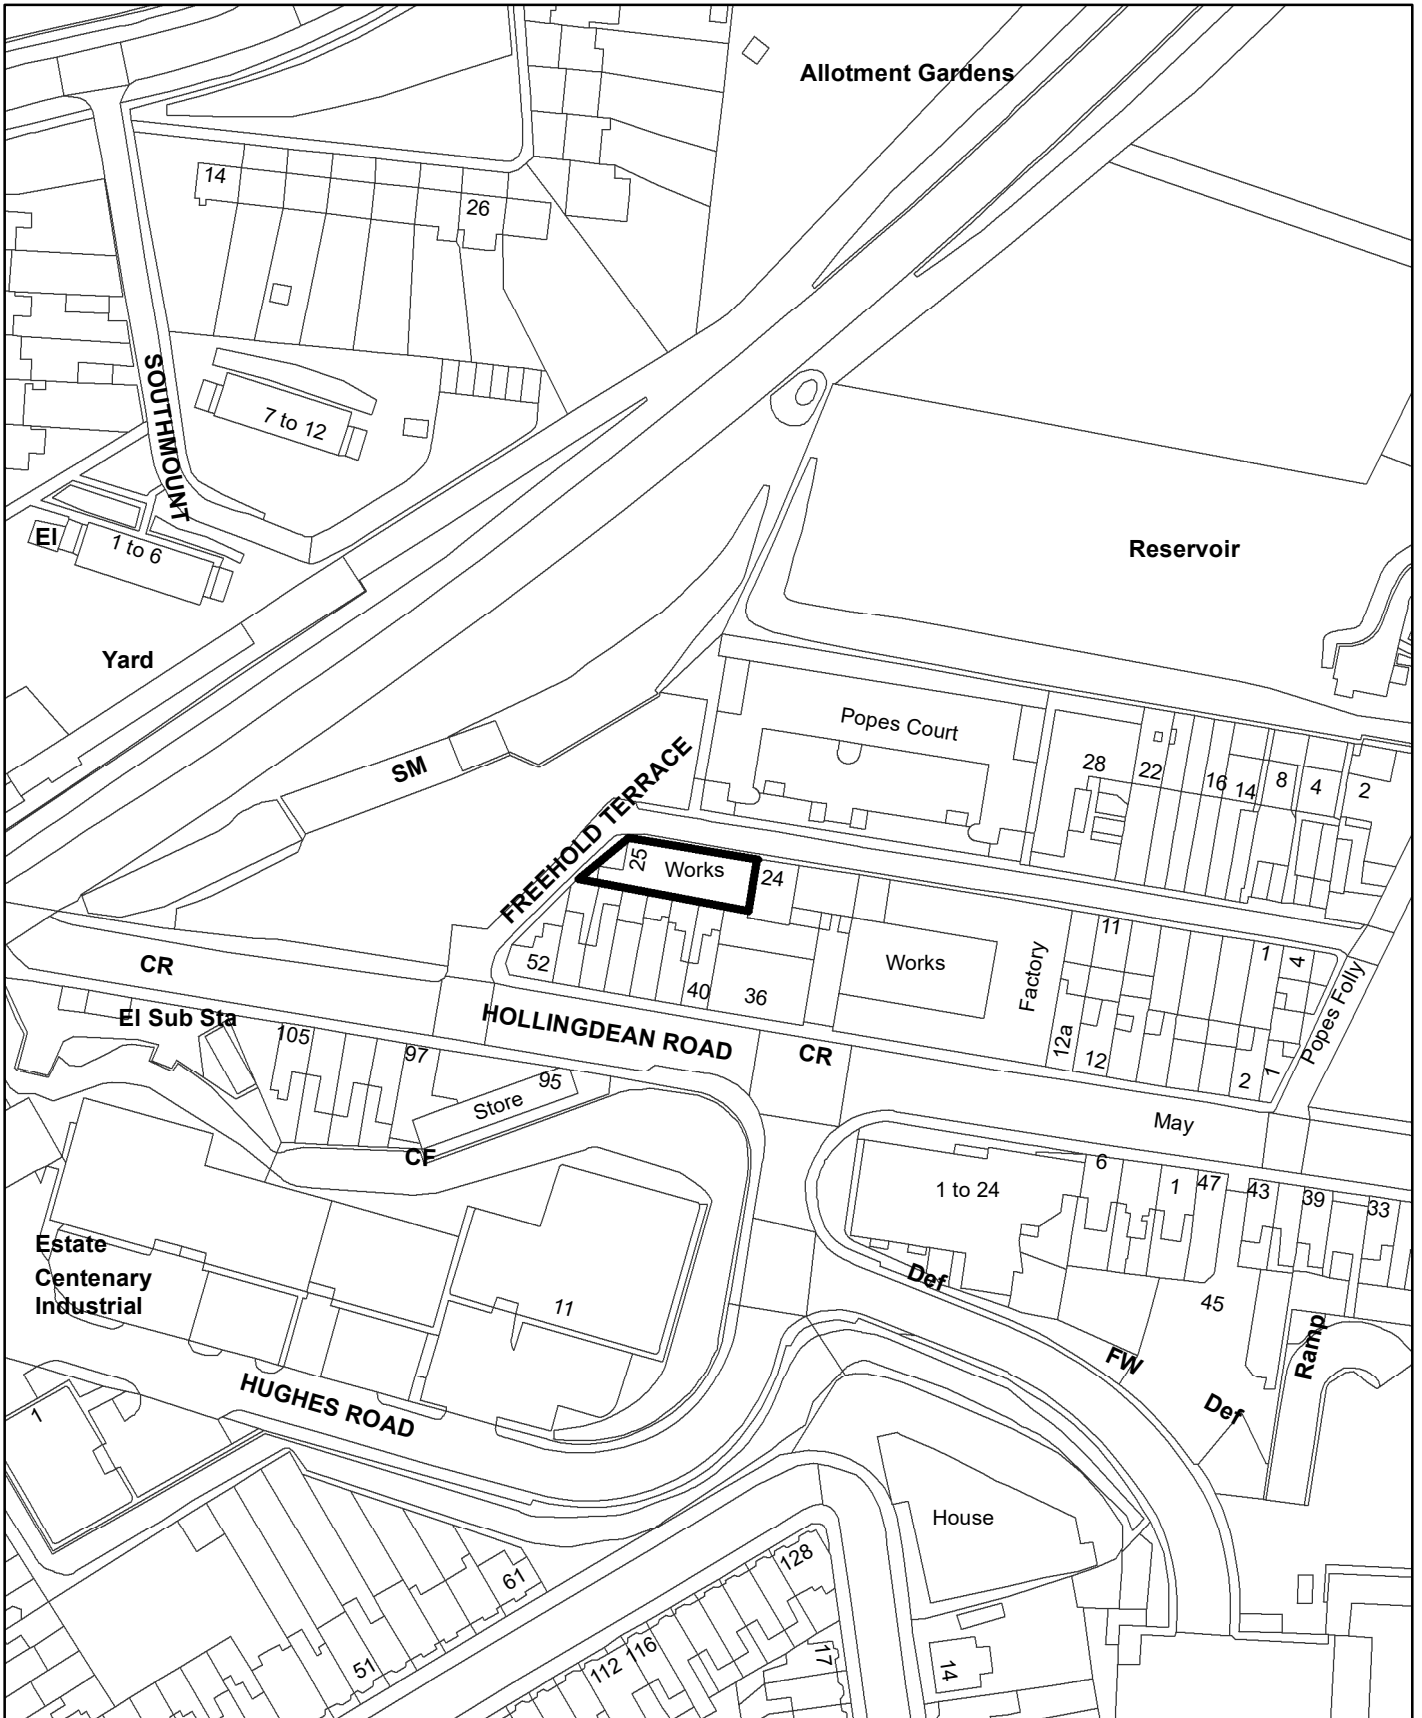 Allotment Gardens
14
26
SOUTHMOUNT
7 to 12
El
1 to 6
Reservoir
Yard
Popes Court
SM
FREEHOLD TERRACE
28
22
16
14
8
4
2
25
Works
24
52
40
36
Works
Factory
11
1
4
Popes Folly
CR
HOLLINGDEAN ROAD
CR
12a
12
2
1
El Sub Sta
105
97
95
Store
CF
May
1 to 24
6
1
47
43
39
33
45
Def
FW
Def
Ramp
Estate
Centenary
Industrial
11
HUGHES ROAD
1
House
61
51
128
116
112
17
14